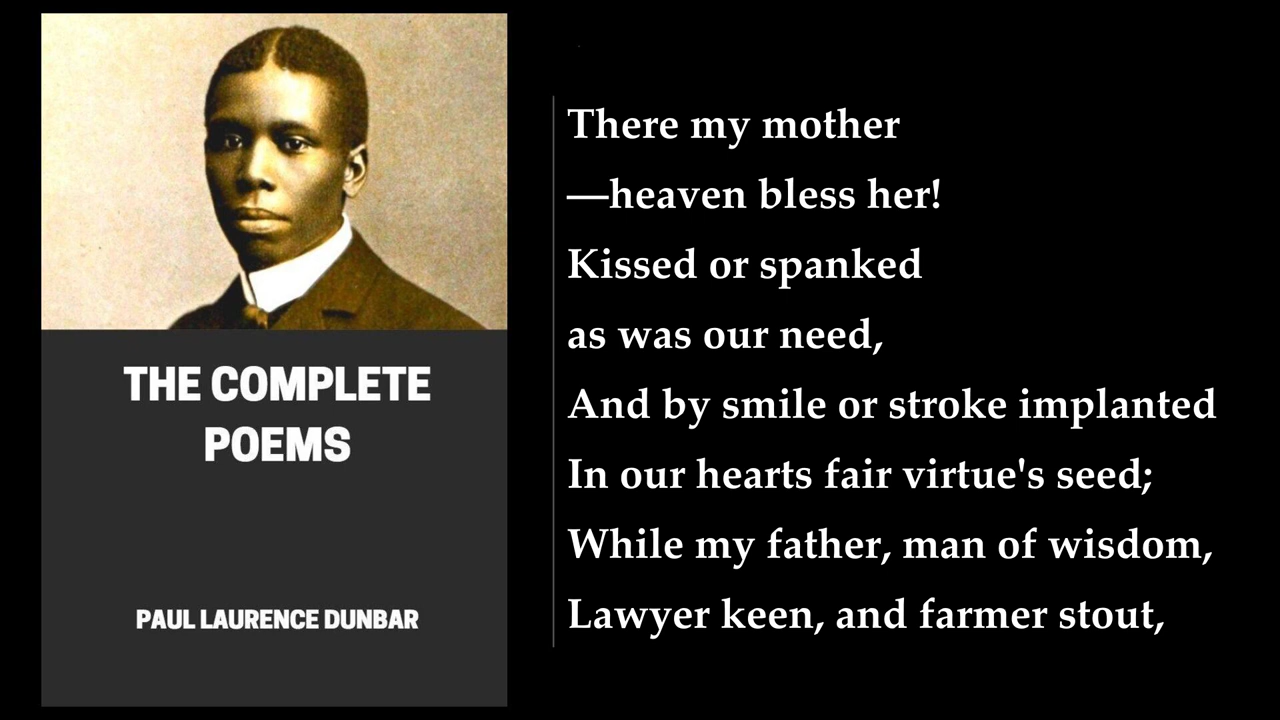 THE COMPLETE
POEMS
PAUL LAURENCE DUNBAR
There my mother
—heaven bless her!
Kissed or spanked
as was our need,
And by smile or stroke implanted
In our hearts fair virtue's seed;
While my father, man of wisdom,
Lawyer keen, and farmer stout,